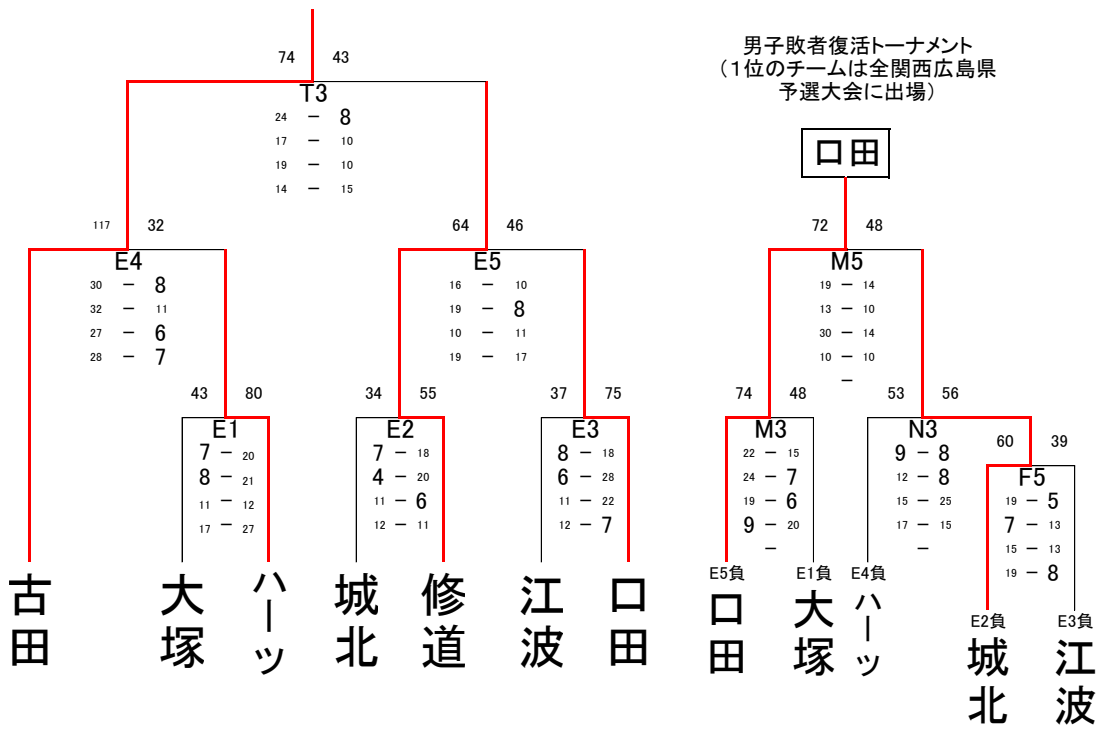 74 43
T3
24 － 8
17 － 10
19 － 10
14 － 15
117 32
E4
30 － 8
32 － 11
27 － 6
28 － 7
64 46
E5
16 － 10
19 － 8
10 － 11
19 － 17
43 80
E1
7 － 20
8 － 21
11 － 12
17 － 27
34 55
E2
7 － 18
4 － 20
11 － 6
12 － 11
37 75
E3
8 － 18
6 － 28
11 － 22
12 － 7
古田
大塚
ハーツ
城北
修道
江波
口田
男子敗者復活トーナメント
（１位のチームは全関西広島県
予選大会に出場）
口田
72 48
M5
19 － 14
13 － 10
30 － 14
10 － 10
－
74 48
M3
22 － 15
24 － 7
19 － 6
9 － 20
－
53 56
N3
9 － 8
12 － 8
15 － 25
17 － 15
－
60 39
F5
19 － 5
7 － 13
15 － 13
19 － 8
E5負
口田
E1負
大塚
E4負
ハーツ
E2負
城北
E3負
江波